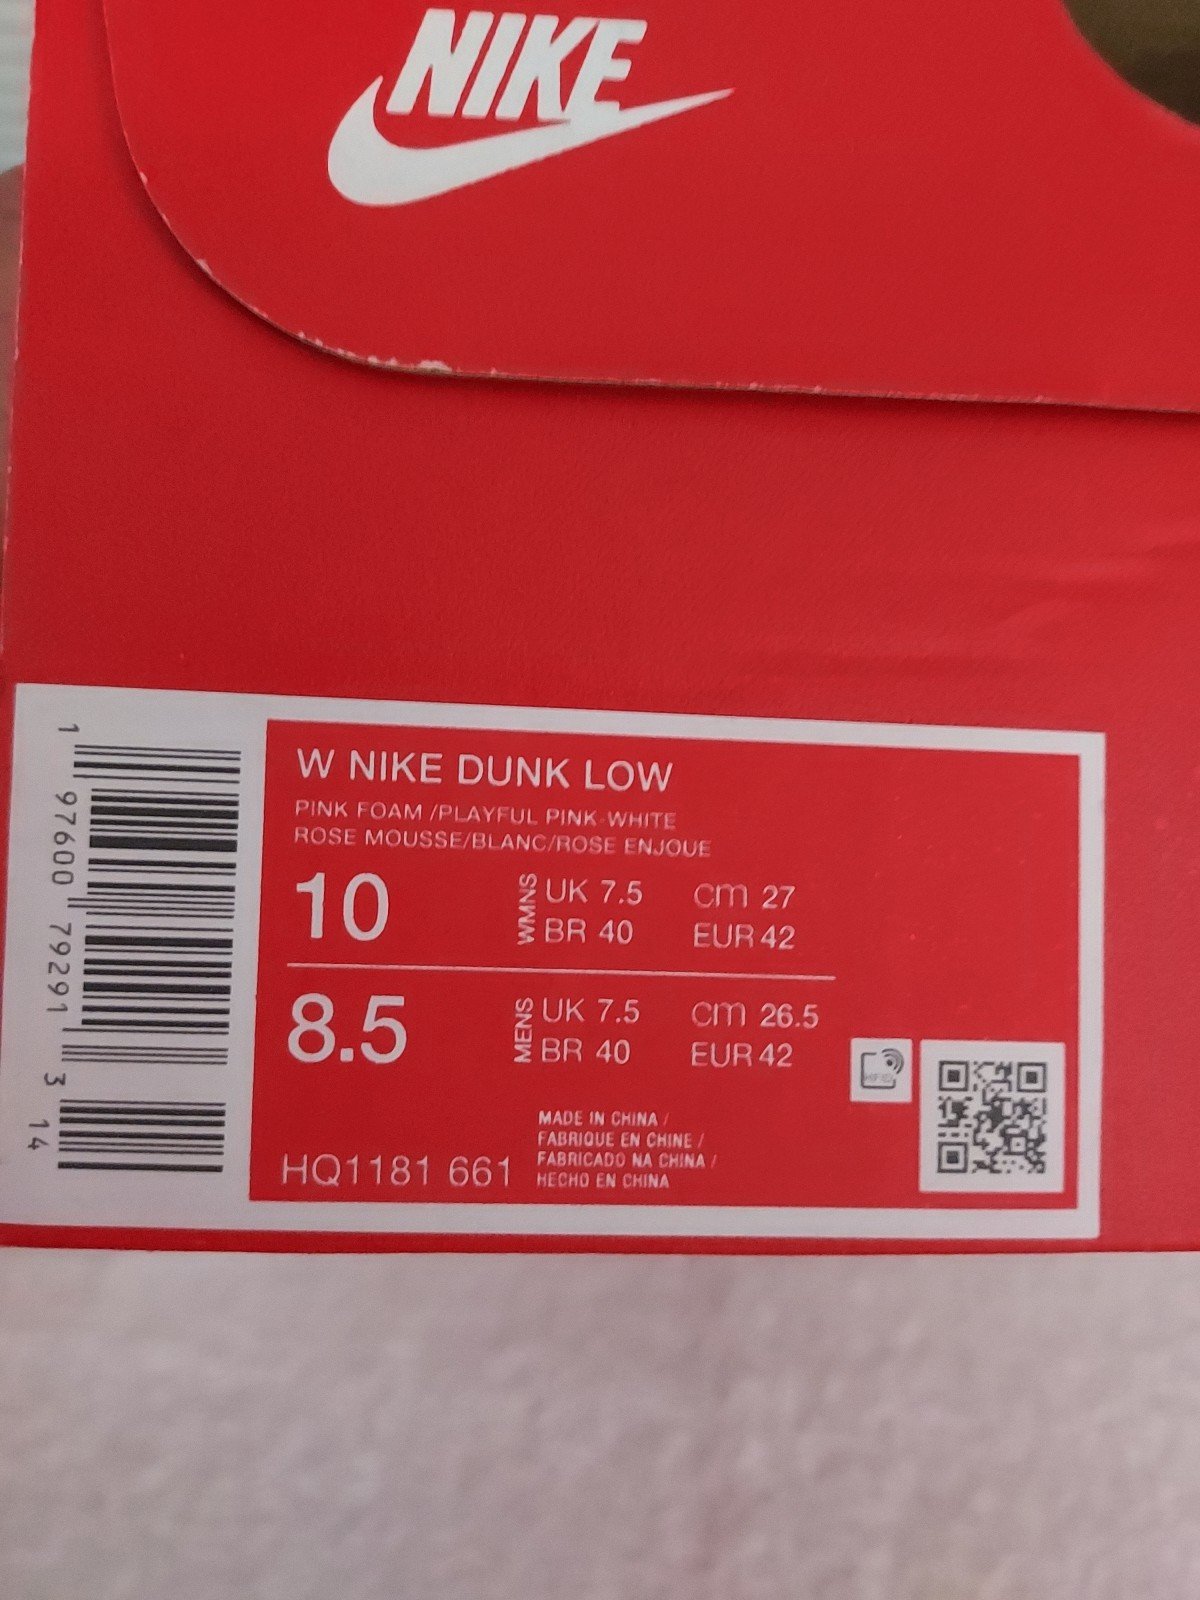 NIKE
W NIKE DUNK LOW
PINK FOAM /PLAYFUL PINK-WHITE
ROSE MOUSSE/BLANC/ROSE ENJOUE
10 WMNS UK 7.5 cm 27
BR 40 EUR 42
8.5 MENS UK 7.5 cm 26.5
BR 40 EUR 42
MADE IN CHINA /
FABRIQUE EN CHINE /
FABRICADO NA CHINA /
HECHO EN CHINA
HQ1181 661
1 97600 79291 3 14